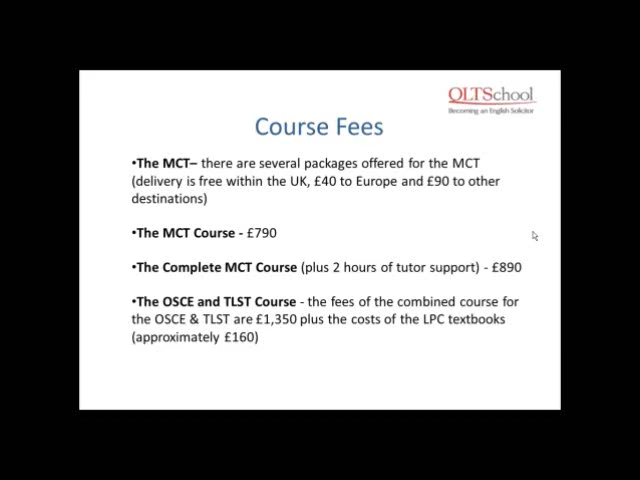 QLTSchool
Becoming an English Solicitor
Course Fees
•The MCT– there are several packages offered for the MCT
(delivery is free within the UK, £40 to Europe and £90 to other
destinations)
•The MCT Course - £790
•The Complete MCT Course (plus 2 hours of tutor support) - £890
•The OSCE and TLST Course - the fees of the combined course for
the OSCE & TLST are £1,350 plus the costs of the LPC textbooks
(approximately £160)